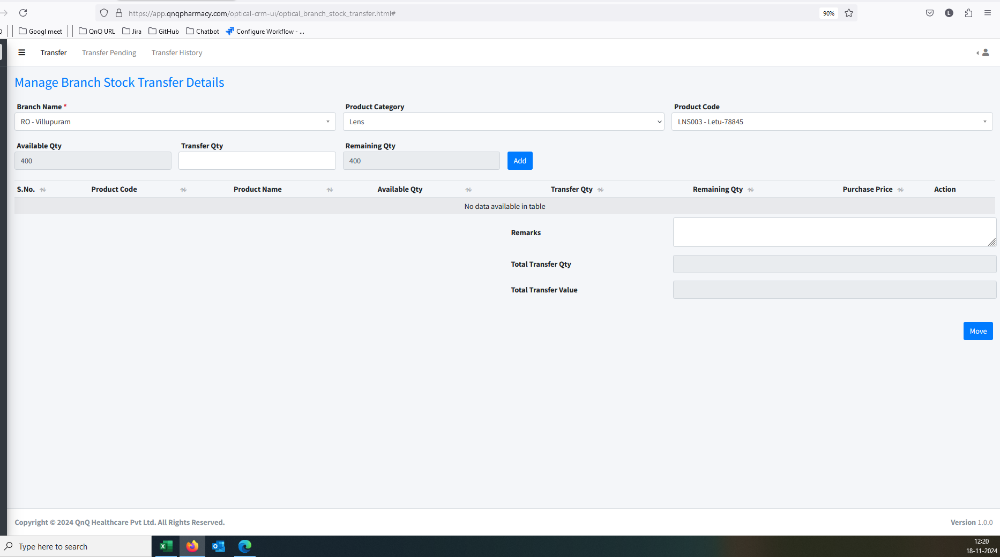 https://app.qnqpharmacy.com/optical-crm-ui/optical_branch_stock_transfer.html# 90% L
Googl meet QnQ URL Jira GitHub Chatbot Configure Workflow - ...
Transfer Transfer Pending Transfer History
Manage Branch Stock Transfer Details
Branch Name * Product Category Product Code
RO - Villupuram Lens LNS003 - Letu-78845
Available Qty Transfer Qty Remaining Qty
400 400 Add
S.No. Product Code Product Name Available Qty Transfer Qty Remaining Qty Purchase Price Action
No data available in table
Remarks
Total Transfer Qty
Total Transfer Value
Move
Copyright © 2024 QnQ Healthcare Pvt Ltd. All Rights Reserved. Version 1.0.0
Type here to search 12:20
18-11-2024